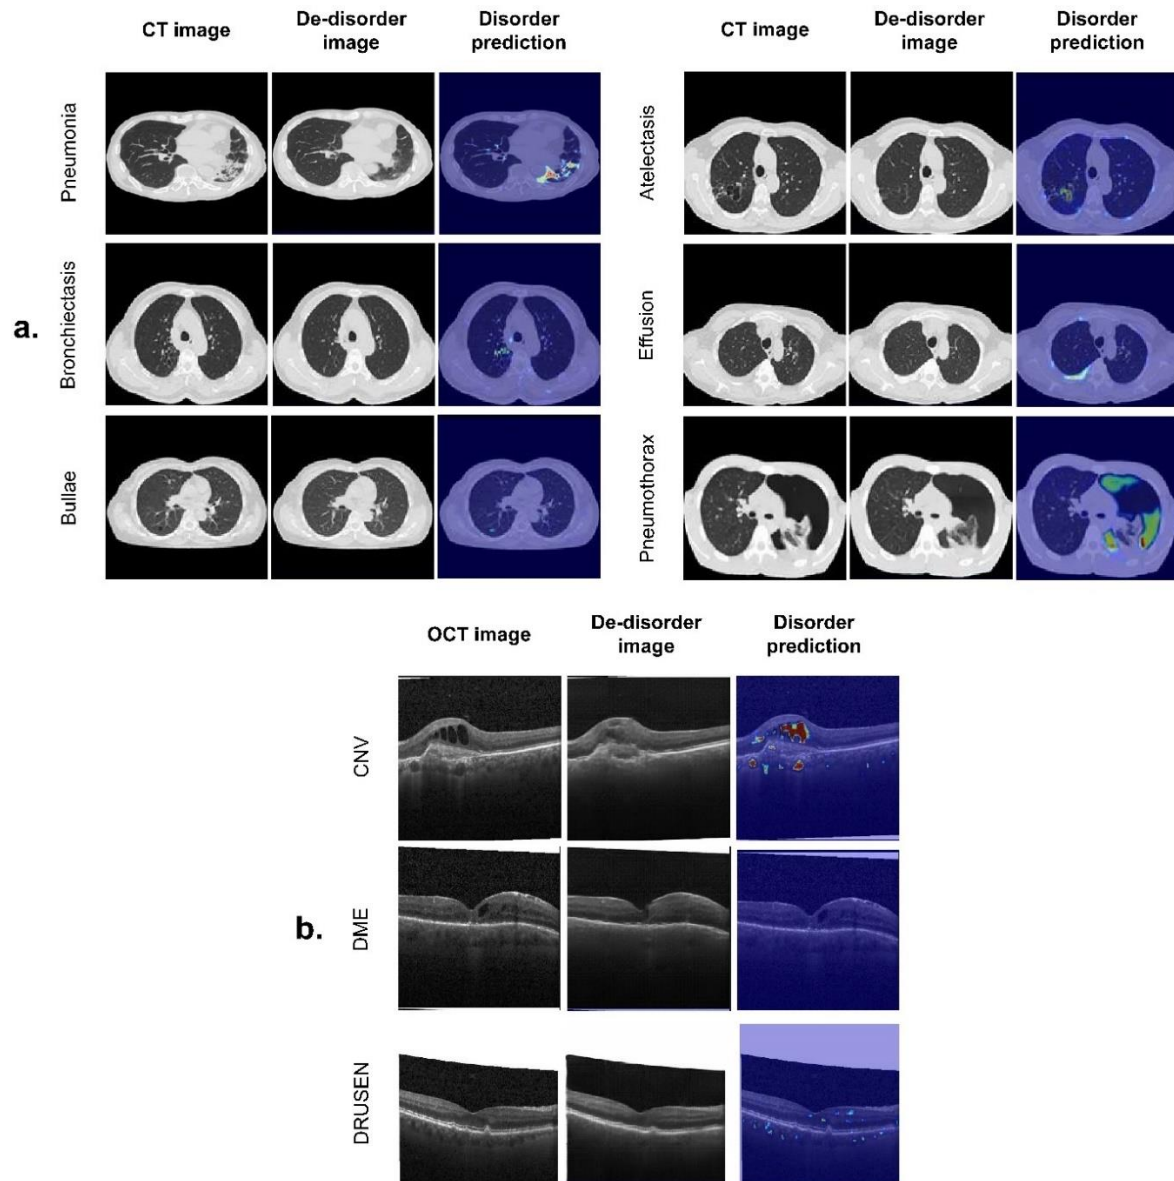 CT image
De-disorder
image
Disorder
prediction
CT image
De-disorder
image
Disorder
prediction
a.
Pneumonia
Bronchiectasis
Bullae
Atelectasis
Effusion
Pneumothorax
OCT image
De-disorder
image
Disorder
prediction
b.
CNV
DME
DRUSEN